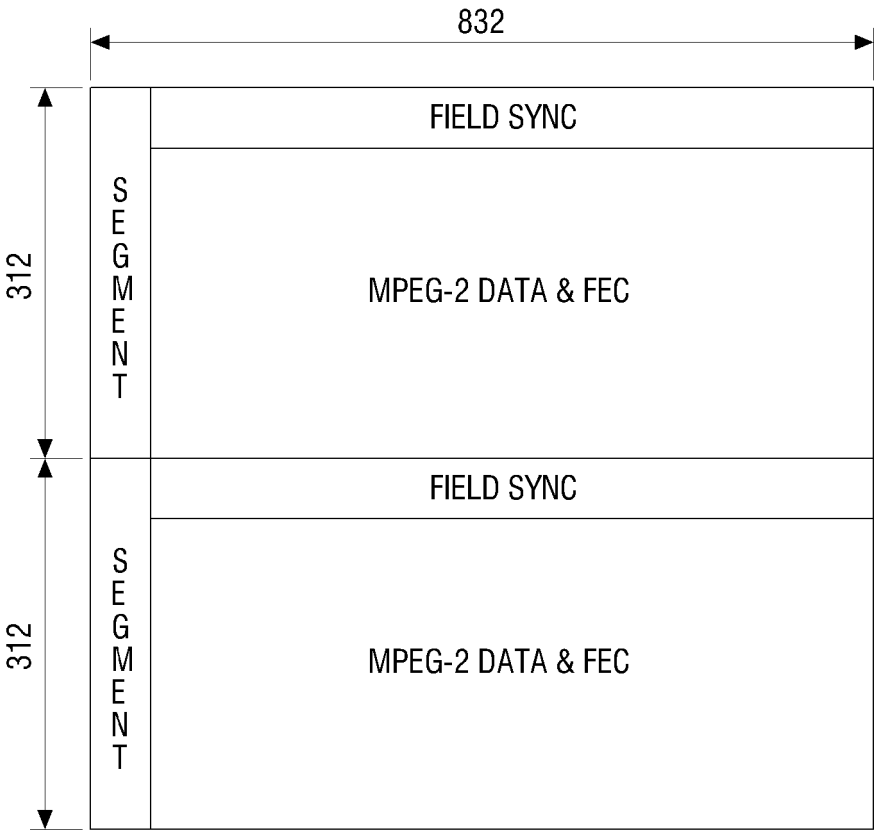 832
FIELD SYNC
312
SEGMENT
MPEG-2 DATA & FEC
FIELD SYNC
312
SEGMENT
MPEG-2 DATA & FEC